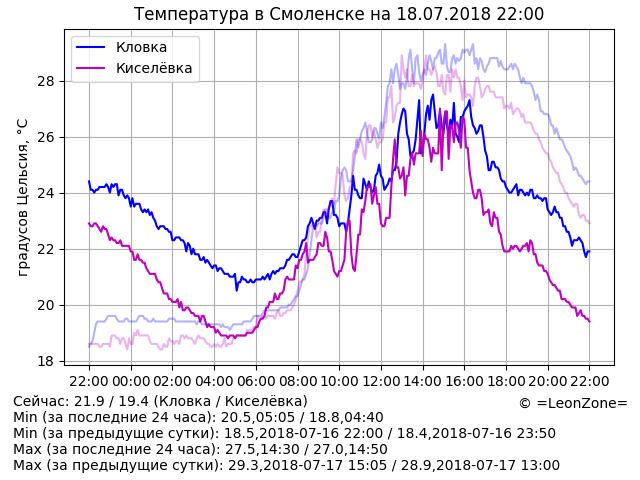 Температура в Смоленске на 18.07.2018 22:00
Кловка
Киселёвка
градусов Цельсия, °C
28
26
24
22
20
18
22:00 00:00 02:00 04:00 06:00 08:00 10:00 12:00 14:00 16:00 18:00 20:00 22:00
Сейчас: 21.9 / 19.4 (Кловка / Киселёвка)
© =LeonZone=
Min (за последние 24 часа): 20.5,05:05 / 18.8,04:40
Min (за предыдущие сутки): 18.5,2018-07-16 22:00 / 18.4,2018-07-16 23:50
Max (за последние 24 часа): 27.5,14:30 / 27.0,14:50
Max (за предыдущие сутки): 29.3,2018-07-17 15:05 / 28.9,2018-07-17 13:00